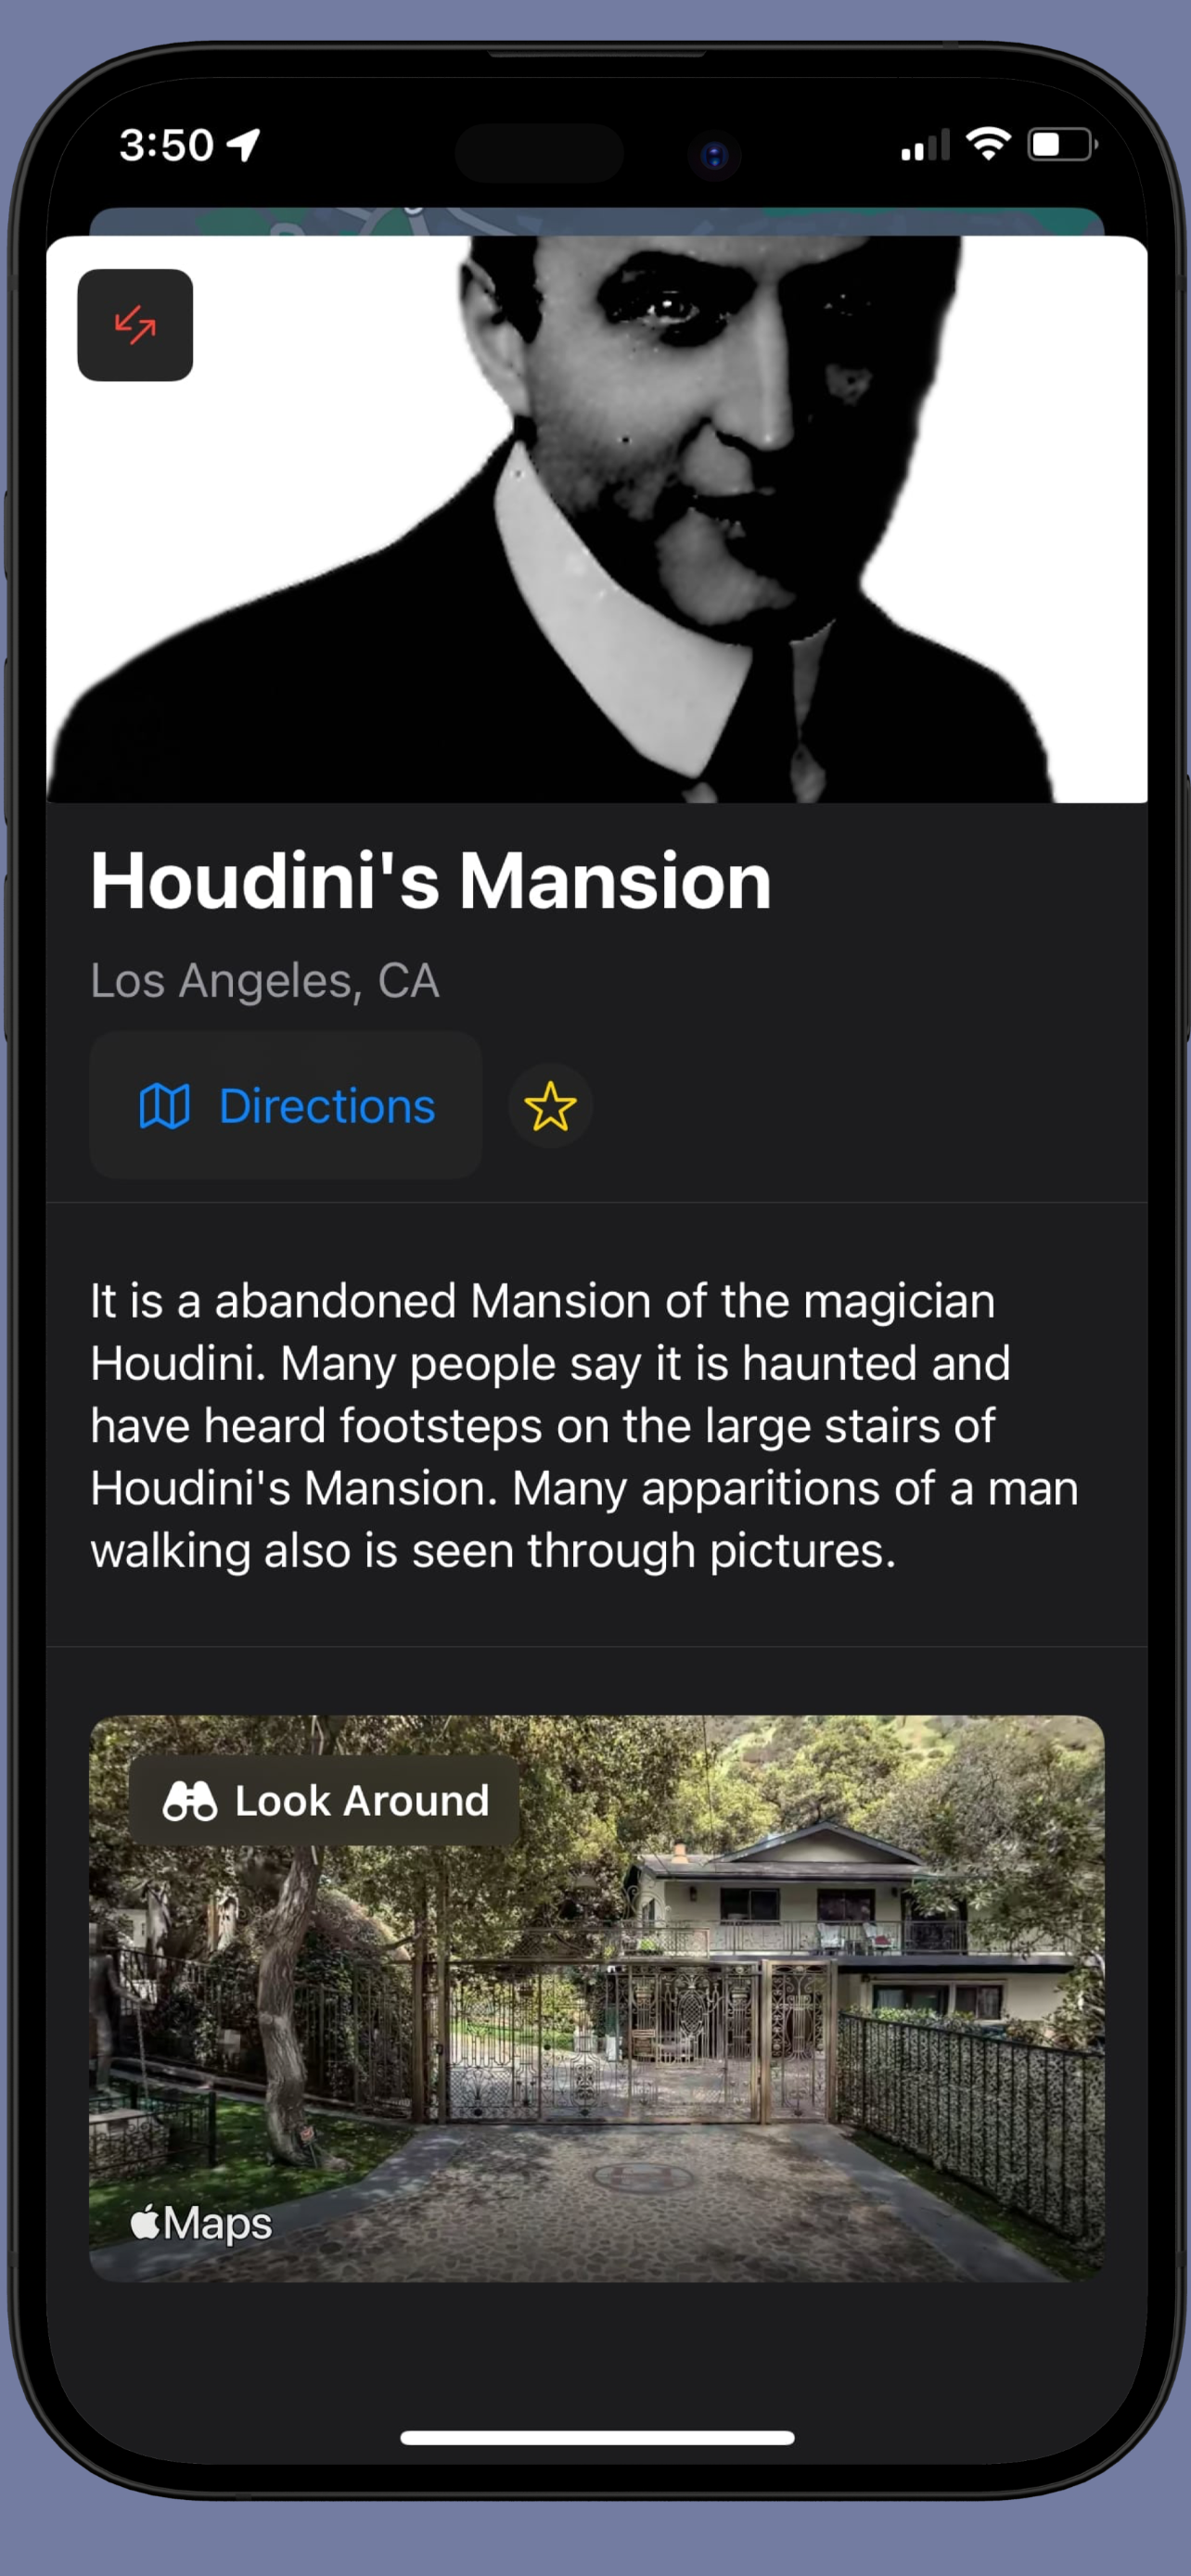 3:50
Houdini's Mansion
Los Angeles, CA
Directions
It is a abandoned Mansion of the magician
Houdini. Many people say it is haunted and
have heard footsteps on the large stairs of
Houdini's Mansion. Many apparitions of a man
walking also is seen through pictures.
Look Around
Maps